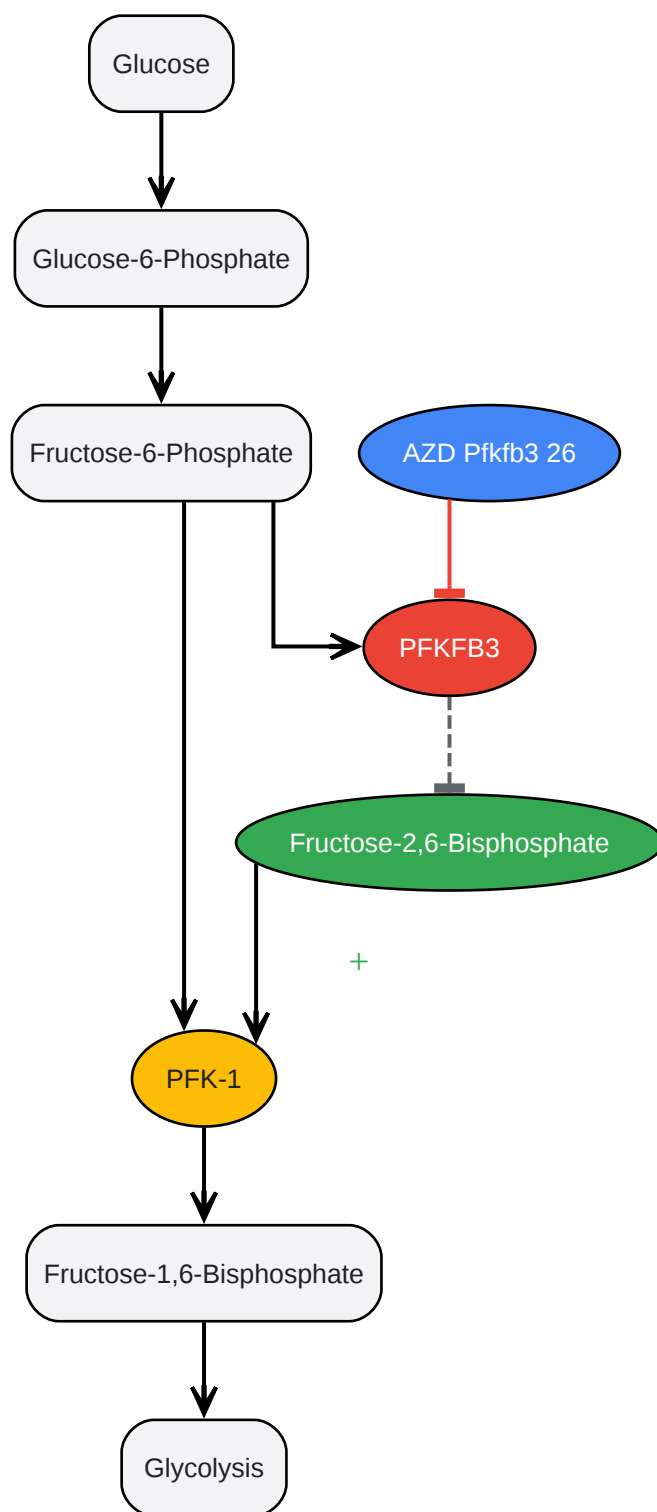 Glucose
Glucose-6-Phosphate
Fructose-6-Phosphate
AZD Pfkfb3 26
PFKFB3
Fructose-2,6-Bisphosphate
+
PFK-1
Fructose-1,6-Bisphosphate
Glycolysis